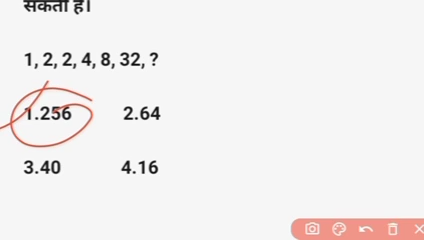 सकता है।
1, 2, 2, 4, 8, 32, ?
1.256 2.64
3.40 4.16